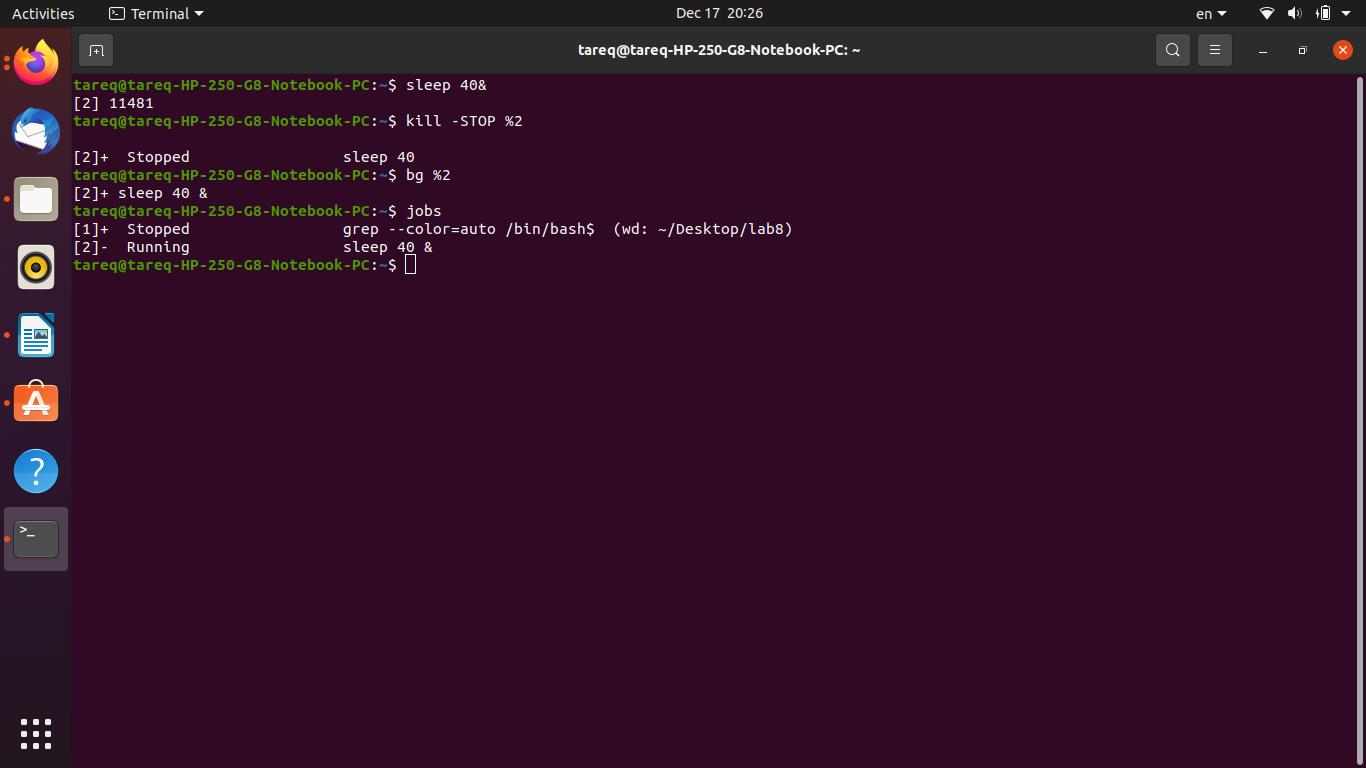 Activities
Terminal
Dec 17 20:26
en
tareq@tareq-HP-250-G8-Notebook-PC: ~
tareq@tareq-HP-250-G8-Notebook-PC:~$ sleep 40&
[2] 11481
tareq@tareq-HP-250-G8-Notebook-PC:~$ kill -STOP %2
[2]+  Stopped                 sleep 40
tareq@tareq-HP-250-G8-Notebook-PC:~$ bg %2
[2]+ sleep 40 &
tareq@tareq-HP-250-G8-Notebook-PC:~$ jobs
[1]+  Stopped                 grep --color=auto /bin/bash$  (wd: ~/Desktop/lab8)
[2]-  Running                 sleep 40 &
tareq@tareq-HP-250-G8-Notebook-PC:~$